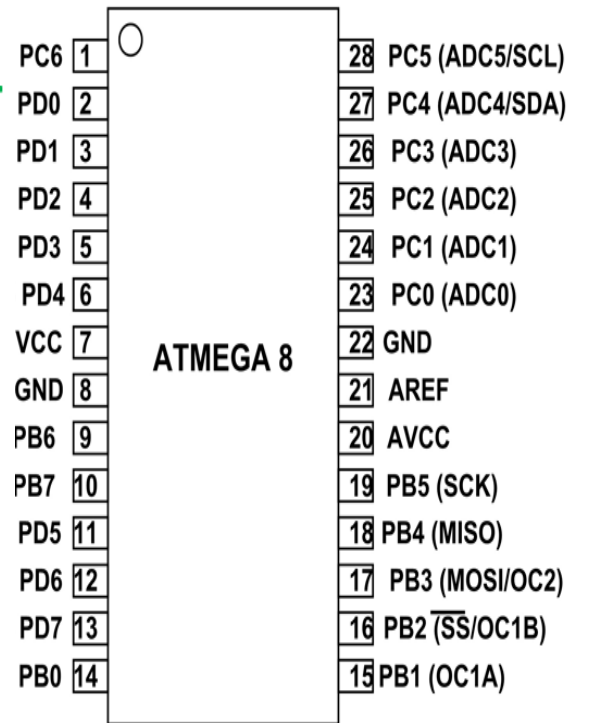 PC6 1
PD0 2
PD1 3
PD2 4
PD3 5
PD4 6
VCC 7
GND 8
PB6 9
PB7 10
PD5 11
PD6 12
PD7 13
PB0 14
ATMEGA 8
28 PC5 (ADC5/SCL)
27 PC4 (ADC4/SDA)
26 PC3 (ADC3)
25 PC2 (ADC2)
24 PC1 (ADC1)
23 PC0 (ADC0)
22 GND
21 AREF
20 AVCC
19 PB5 (SCK)
18 PB4 (MISO)
17 PB3 (MOSI/OC2)
16 PB2 (S̅S̅/OC1B)
15 PB1 (OC1A)